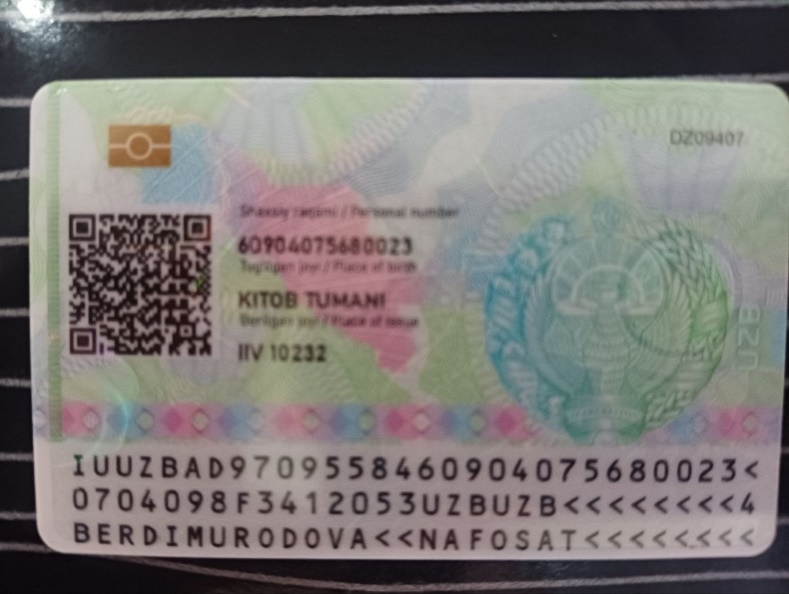 DZ09407
Shaxsiy raqami / Personal number
60904075680023
Tug'ilgan joyi / Place of birth
KITOB TUMANI
Berilgan joyi / Place of issue
IIV 10232
UZB
IUUZBAD9709558460904075680023<
0704098F3412053UZBUZB<<<<<<<<4
BERDIMURODOVA<<NAFOSAT<<<<<<<<